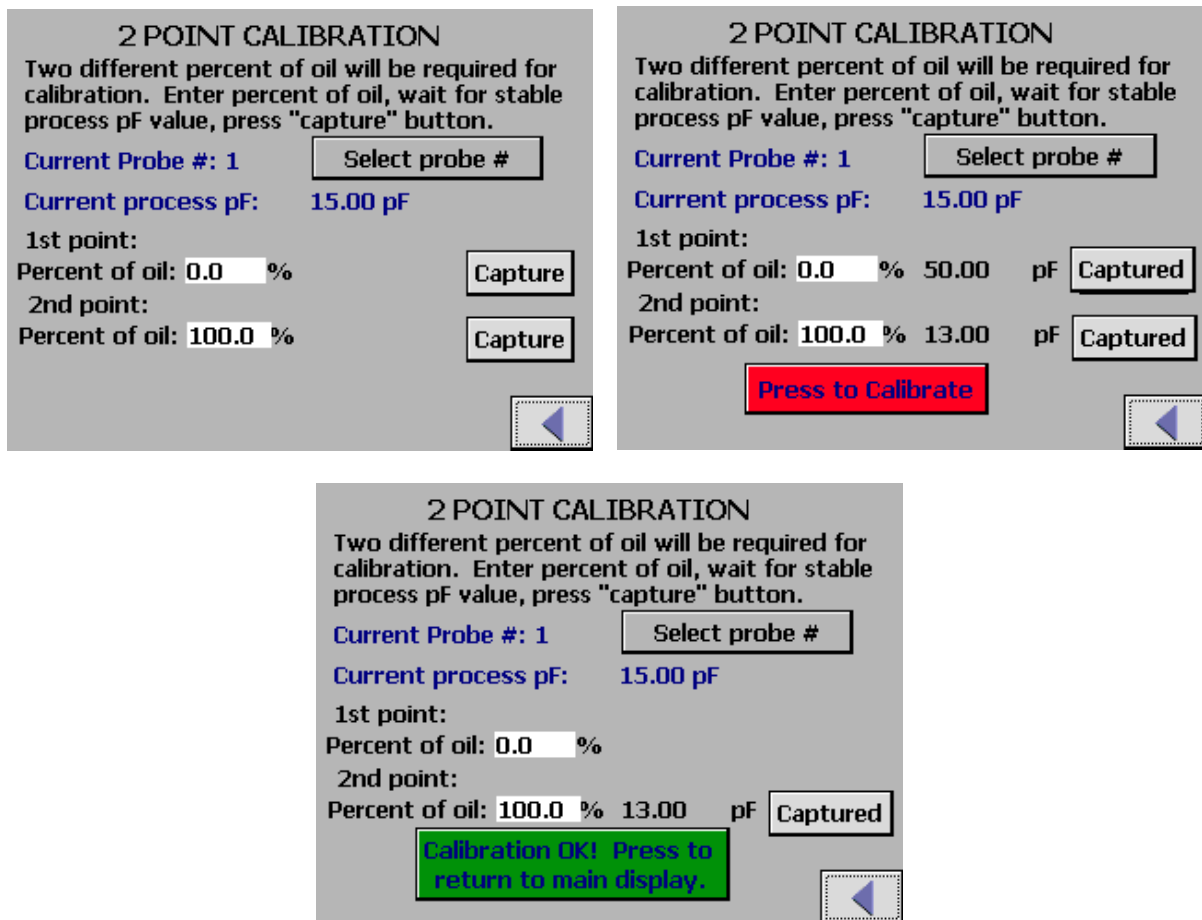 2 POINT CALIBRATION
Two different percent of oil will be required for
calibration. Enter percent of oil, wait for stable
process pF value, press "capture" button.
Current Probe #: 1 Select probe #
Current process pF: 15.00 pF
1st point:
Percent of oil: 0.0 % Capture
2nd point:
Percent of oil: 100.0 % Capture
2 POINT CALIBRATION
Two different percent of oil will be required for
calibration. Enter percent of oil, wait for stable
process pF value, press "capture" button.
Current Probe #: 1 Select probe #
Current process pF: 15.00 pF
1st point:
Percent of oil: 0.0 % 50.00 pF Captured
2nd point:
Percent of oil: 100.0 % 13.00 pF Captured
Press to Calibrate
2 POINT CALIBRATION
Two different percent of oil will be required for
calibration. Enter percent of oil, wait for stable
process pF value, press "capture" button.
Current Probe #: 1 Select probe #
Current process pF: 15.00 pF
1st point:
Percent of oil: 0.0 %
2nd point:
Percent of oil: 100.0 % 13.00 pF Captured
Calibration OK! Press to
return to main display.